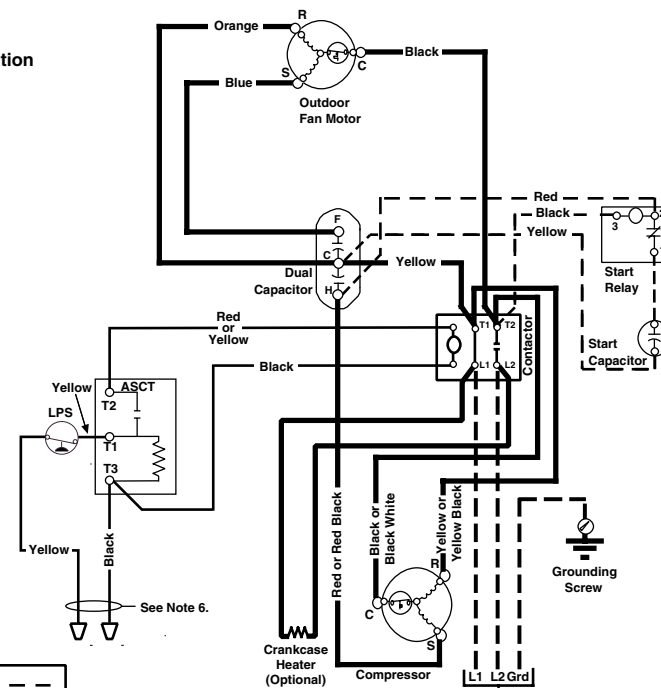 tion
Orange
R
Black
C
S
Blue
Outdoor
Fan Motor
Red
Black
3
F
Yellow
C
Yellow
Dual
Capacitor
H
Start
Relay
Red
or
Yellow
T1
T2
Contactor
Start
Capacitor
Black
L1
L2
Yellow
ASCT
T2
LPS
T1
T3
Red or Red Black
Black or
Black White
Yellow or
Yellow Black
Yellow
Black
R
Grounding
Screw
C
See Note 6.
S
Crankcase
Heater
(Optional)
Compressor
L1 L2 Grd